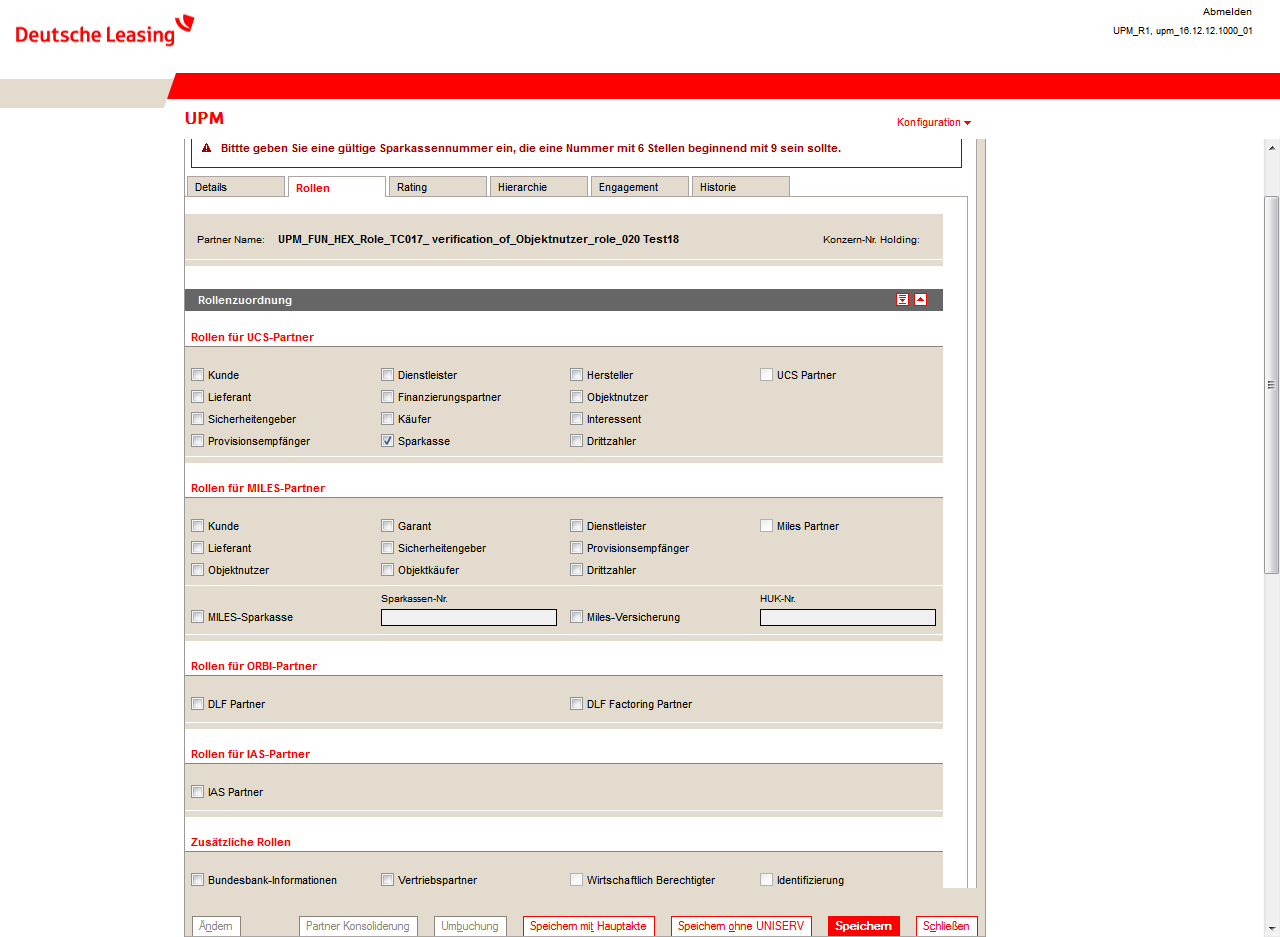 Deutsche Leasing
Abmelden
UPM_R1, upm_16.12.12.1000_01
UPM
Konfiguration
Bittte geben Sie eine gültige Sparkassennummer ein, die eine Nummer mit 6 Stellen beginnend mit 9 sein sollte.
Details Rollen Rating Hierarchie Engagement Historie
Partner Name: UPM_FUN_HEX_Role_TC017_ verification_of_Objektnutzer_role_020 Test18 Konzern-Nr. Holding:
Rollenzuordnung
Rollen für UCS-Partner
Kunde Dienstleister Hersteller UCS Partner
Lieferant Finanzierungspartner Objektnutzer
Sicherheitengeber Käufer Interessent
Provisionsempfänger Sparkasse Drittzahler
Rollen für MILES-Partner
Kunde Garant Dienstleister Miles Partner
Lieferant Sicherheitengeber Provisionsempfänger
Objektnutzer Objektkäufer Drittzahler
Sparkassen-Nr. HUK-Nr.
MILES-Sparkasse Miles-Versicherung
Rollen für ORBI-Partner
DLF Partner DLF Factoring Partner
Rollen für IAS-Partner
IAS Partner
Zusätzliche Rollen
Bundesbank-Informationen Vertriebspartner Wirtschaftlich Berechtigter Identifizierung
Ändern Partner Konsolidierung Umbuchung Speichern mit Hauptakte Speichern ohne UNISERV Speichern Schließen